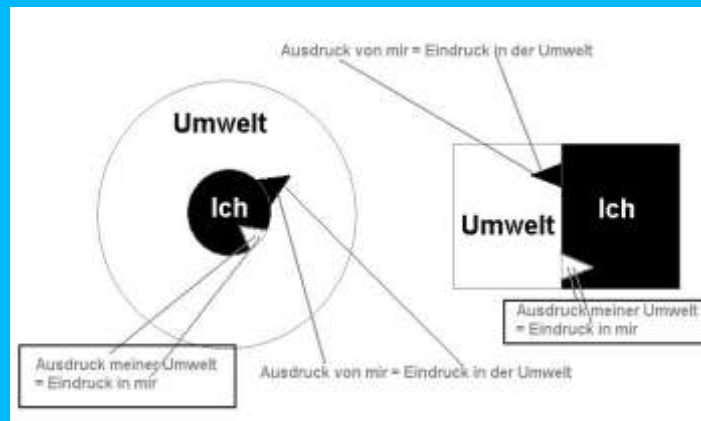 Ausdruck von mir = Eindruck in der Umwelt
Umwelt
Ich
Umwelt
Ich
Ausdruck meiner Umwelt
= Eindruck in mir
Ausdruck meiner Umwelt
= Eindruck in mir
Ausdruck von mir = Eindruck in der Umwelt